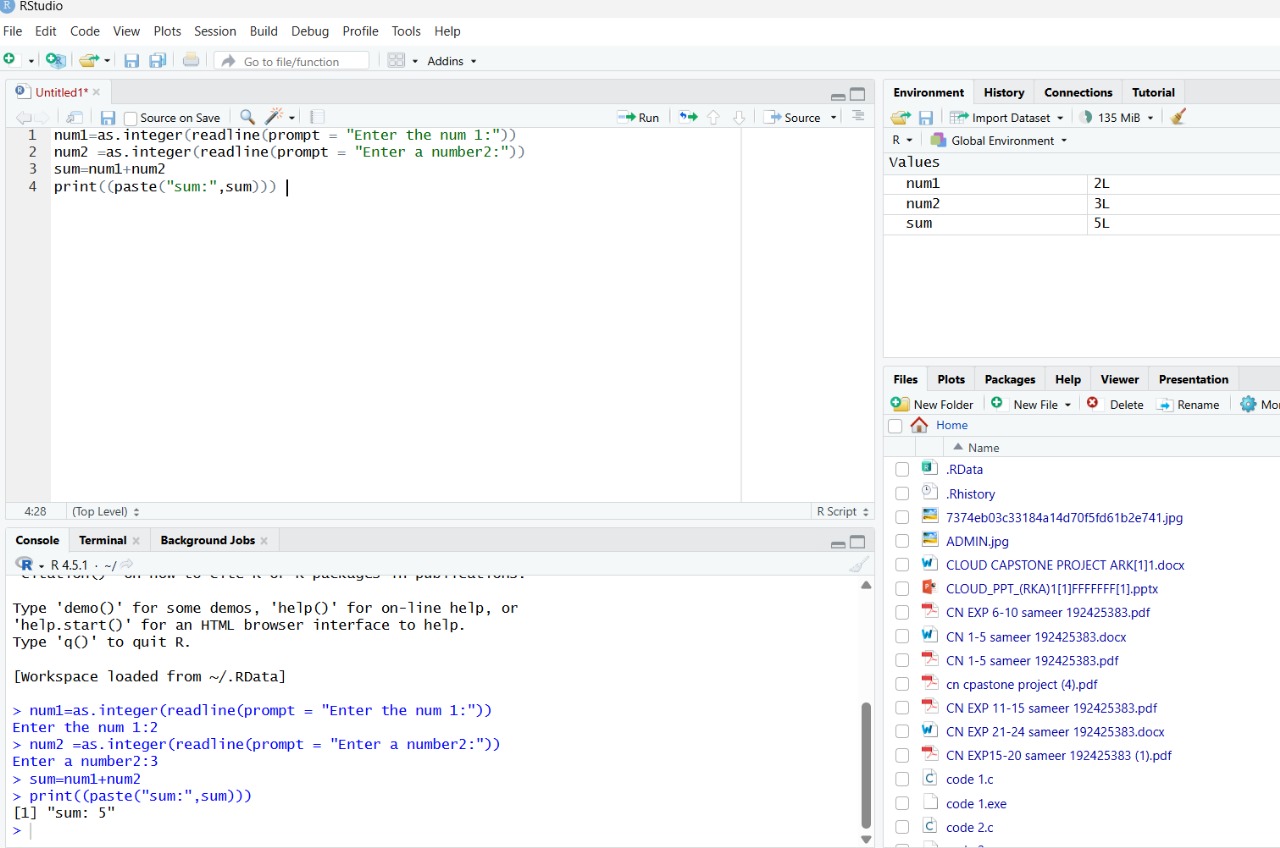 RStudio
File Edit Code View Plots Session Build Debug Profile Tools Help
Go to file/function Addins
Untitled1*
Source on Save Run Source
1 num1=as.integer(readline(prompt = "Enter the num 1:"))
2 num2 =as.integer(readline(prompt = "Enter a number2:"))
3 sum=num1+num2
4 print((paste("sum:",sum)))
4:28 (Top Level) R Script
Console Terminal Background Jobs
R 4.5.1 · ~/
'citation()' on how to cite R or R packages in publications.
Type 'demo()' for some demos, 'help()' for on-line help, or
'help.start()' for an HTML browser interface to help.
Type 'q()' to quit R.
[Workspace loaded from ~/.RData]
> num1=as.integer(readline(prompt = "Enter the num 1:"))
Enter the num 1:2
> num2 =as.integer(readline(prompt = "Enter a number2:"))
Enter a number2:3
> sum=num1+num2
> print((paste("sum:",sum)))
[1] "sum: 5"
>
Environment History Connections Tutorial
Import Dataset 135 MiB
R Global Environment
Values
num1 2L
num2 3L
sum 5L
Files Plots Packages Help Viewer Presentation
New Folder New File Delete Rename Mor
Home
Name
.RData
.Rhistory
7374eb03c33184a14d70f5fd61b2e741.jpg
ADMIN.jpg
CLOUD CAPSTONE PROJECT ARK[1]1.docx
CLOUD_PPT_(RKA)1[1]FFFFFFF[1].pptx
CN EXP 6-10 sameer 192425383.pdf
CN 1-5 sameer 192425383.docx
CN 1-5 sameer 192425383.pdf
cn cpastone project (4).pdf
CN EXP 11-15 sameer 192425383.pdf
CN EXP 21-24 sameer 192425383.docx
CN EXP15-20 sameer 192425383 (1).pdf
code 1.c
code 1.exe
code 2.c